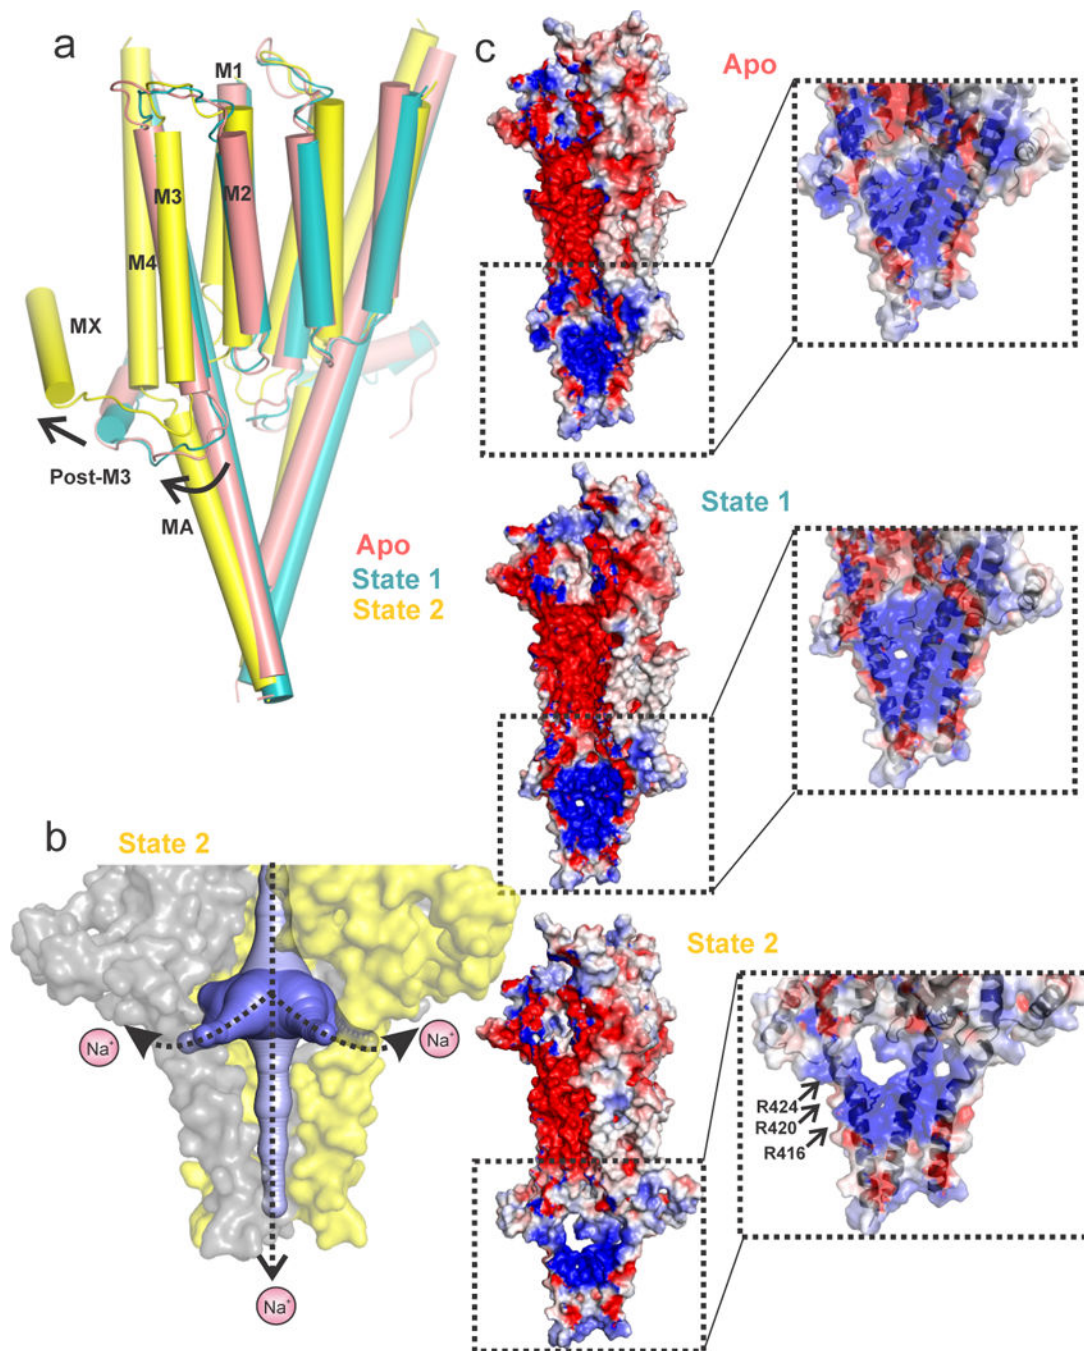 a
M1
M3
M2
M4
MX
Post-M3
MA
Apo
State 1
State 2
b
State 2
Na+
Na+
Na+
c
Apo
State 1
State 2
R424
R420
R416